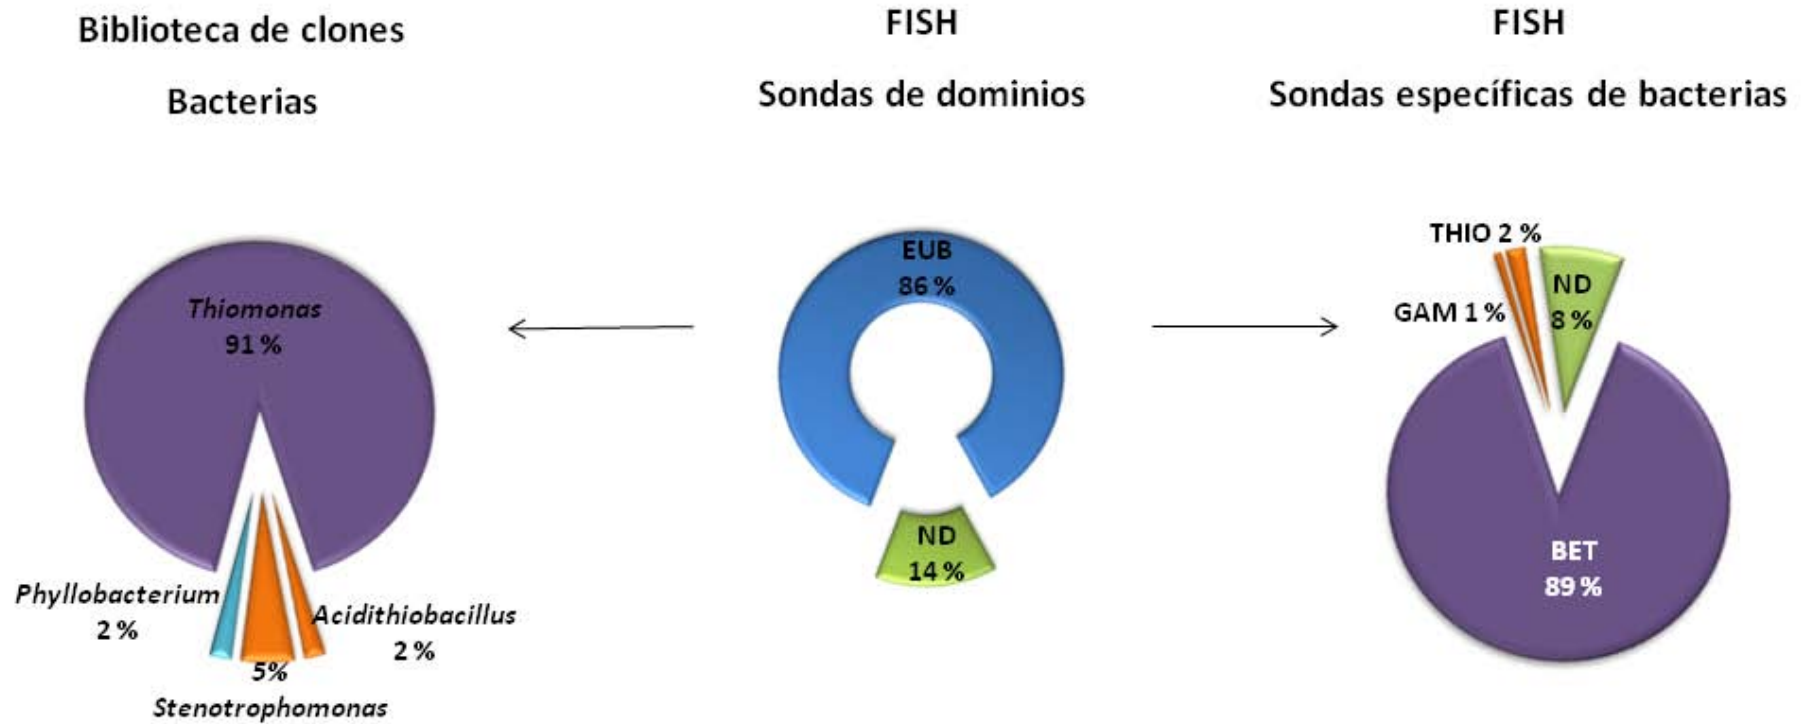 Biblioteca de clones
Bacterias
Thiomonas
91 %
Phyllobacterium
2 %
Acidithiobacillus
2 %
5%
Stenotrophomonas
FISH
Sondas de dominios
EUB
86 %
ND
14 %
FISH
Sondas específicas de bacterias
THIO 2 %
GAM 1 %
ND
8 %
BET
89 %